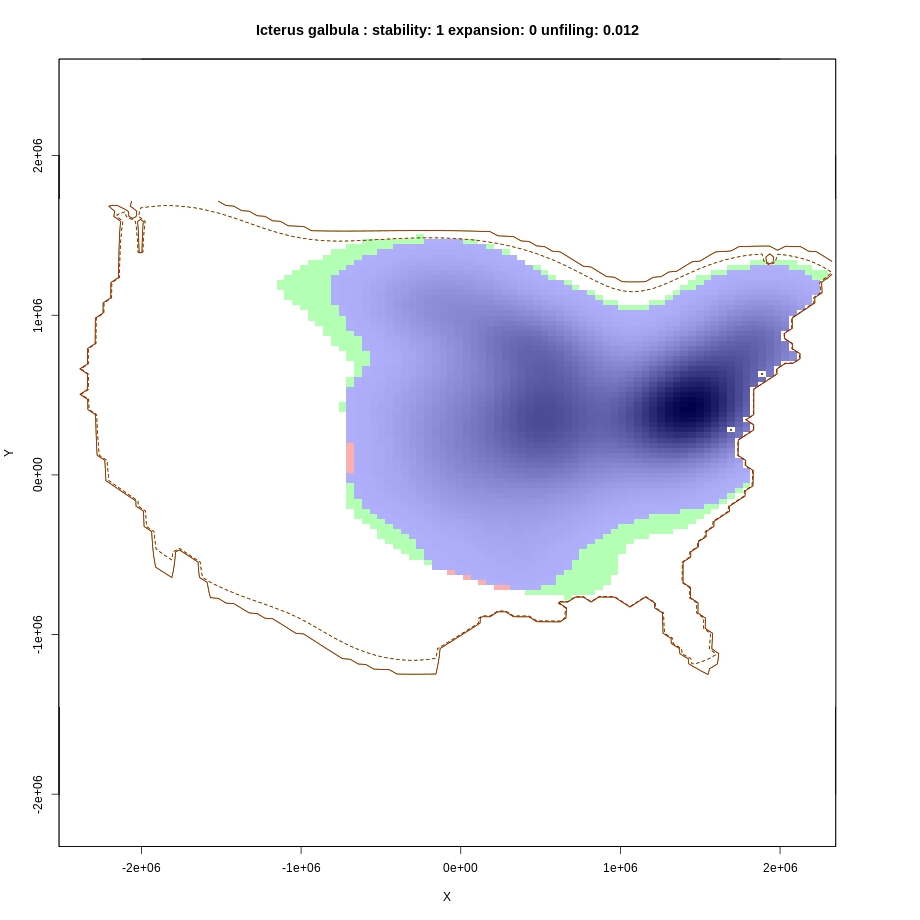 Icterus galbula : stability: 1 expansion: 0 unfiling: 0.012
2e+06
1e+06
0e+00
-1e+06
-2e+06
Y
-2e+06 -1e+06 0e+00 1e+06 2e+06
X